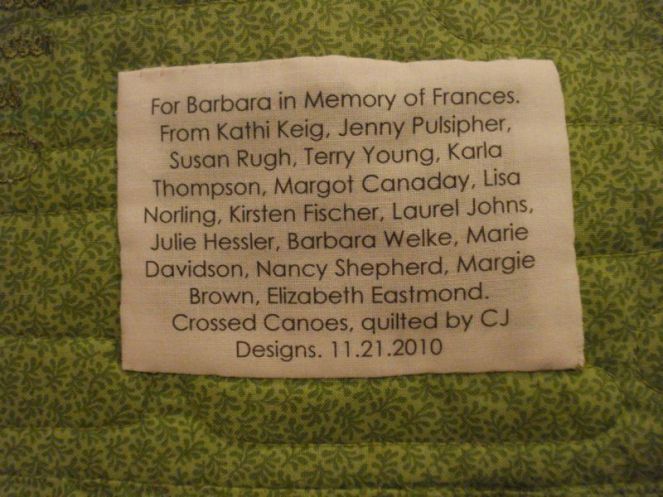 For Barbara in Memory of Frances.
From Kathi Keig, Jenny Pulsipher,
Susan Rugh, Terry Young, Karla
Thompson, Margot Canaday, Lisa
Norling, Kirsten Fischer, Laurel Johns,
Julie Hessler, Barbara Welke, Marie
Davidson, Nancy Shepherd, Margie
Brown, Elizabeth Eastmond.
Crossed Canoes, quilted by CJ
Designs. 11.21.2010